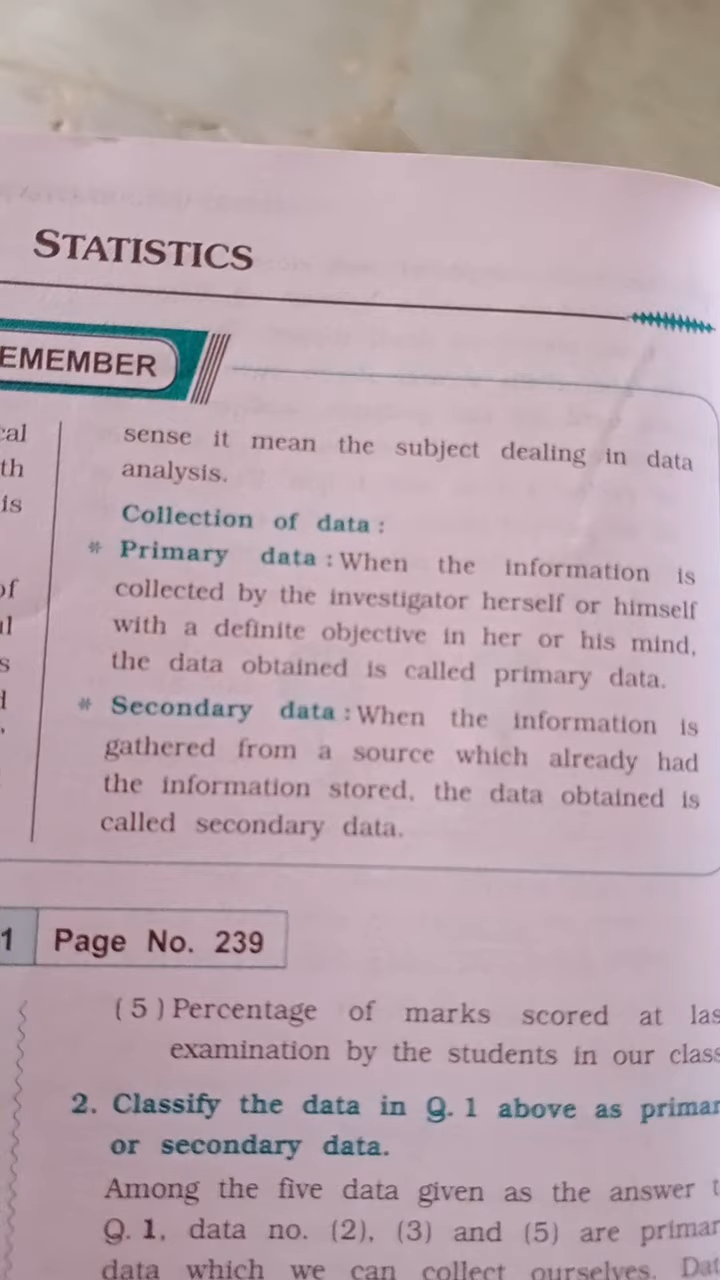 STATISTICS
EMEMBER
cal
th
is
of
ul
s
d
sense it mean the subject dealing in data
analysis.
Collection of data :
* Primary data : When the information is
collected by the investigator herself or himself
with a definite objective in her or his mind,
the data obtained is called primary data.
* Secondary data : When the information is
gathered from a source which already had
the information stored, the data obtained is
called secondary data.
1 Page No. 239
( 5 ) Percentage of marks scored at las
examination by the students in our class
2. Classify the data in Q. 1 above as primar
or secondary data.
Among the five data given as the answer t
Q. 1, data no. (2), (3) and (5) are primar
data which we can collect ourselves. Dat